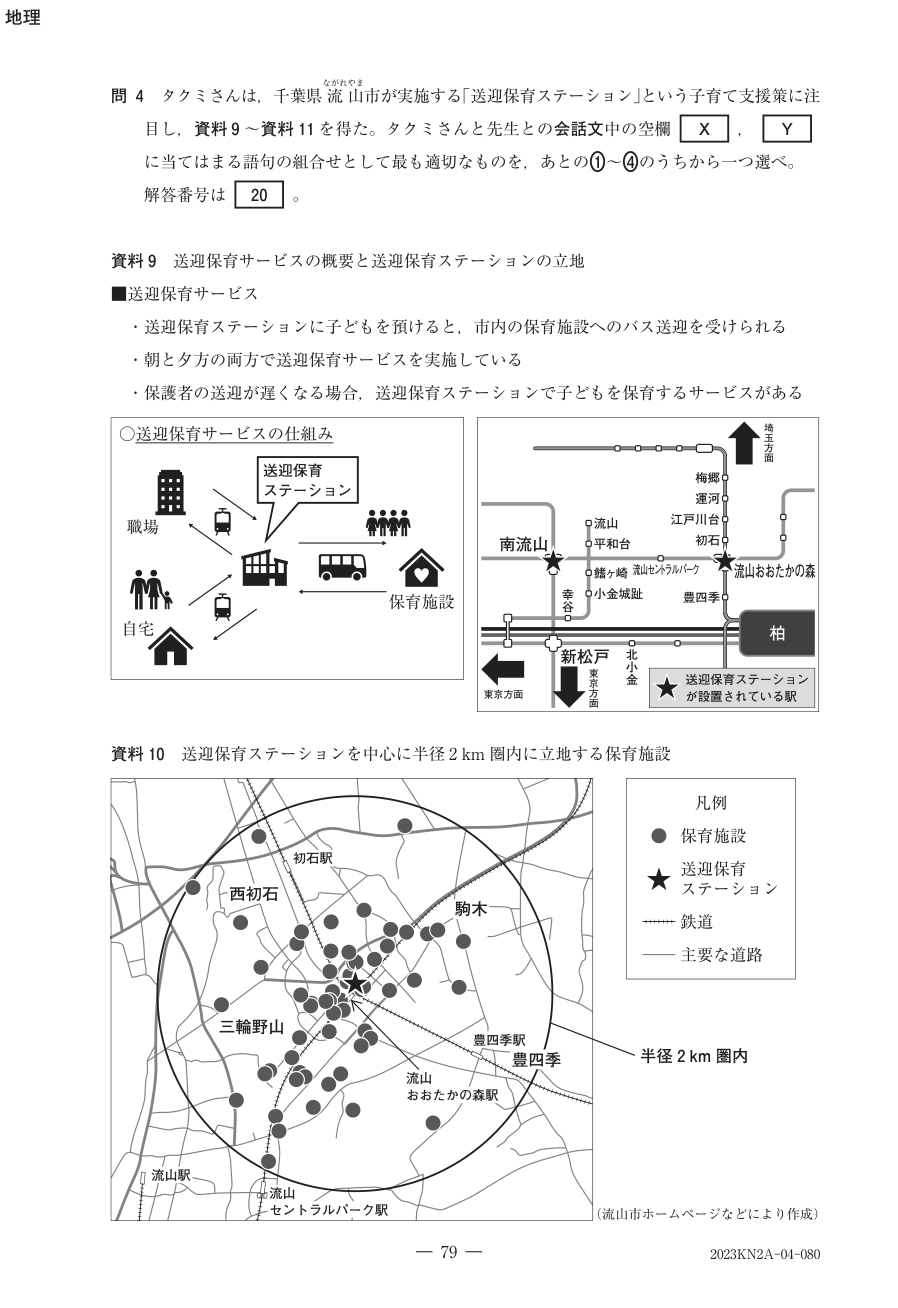 地理
問 4 タクミさんは，千葉県流山市が実施する「送迎保育ステーション」という子育て支援策に注
ながれやま
目し，資料9～資料11を得た。タクミさんと先生との会話文中の空欄 X ， Y
に当てはまる語句の組合せとして最も適切なものを，あとの①～④のうちから一つ選べ。
解答番号は 20 。
資料9 送迎保育サービスの概要と送迎保育ステーションの立地
■送迎保育サービス
・送迎保育ステーションに子どもを預けると，市内の保育施設へのバス送迎を受けられる
・朝と夕方の両方で送迎保育サービスを実施している
・保護者の送迎が遅くなる場合，送迎保育ステーションで子どもを保育するサービスがある
○送迎保育サービスの仕組み
送迎保育
ステーション
職場
自宅
保育施設
埼玉方面
梅郷
運河
江戸川台
初石
流山
平和台
南流山
流山セントラルパーク
流山おおたかの森
鰭ヶ崎
小金城趾
幸谷
豊四季
柏
新松戸
北小金
東京方面
東京方面
★ 送迎保育ステーション
が設置されている駅
資料10 送迎保育ステーションを中心に半径2km圏内に立地する保育施設
凡例
保育施設
送迎保育
ステーション
鉄道
主要な道路
初石駅
西初石
駒木
三輪野山
豊四季駅
豊四季
半径2km圏内
流山
おおたかの森駅
流山駅
流山
セントラルパーク駅
（流山市ホームページなどにより作成）
― 79 ―
2023KN2A-04-080